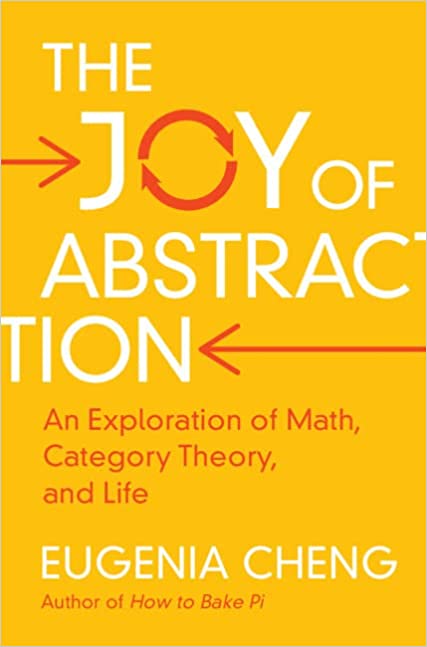 THE
JOY OF
ABSTRACT
TION
An Exploration of Math,
Category Theory,
and Life
EUGENIA CHENG
Author of How to Bake Pi